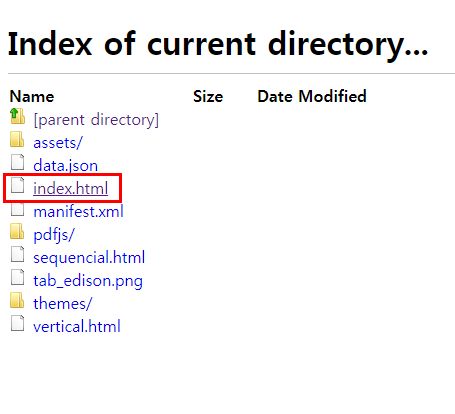 Index of current directory...
Name Size Date Modified
[parent directory]
assets/
data.json
index.html
manifest.xml
pdfjs/
sequencial.html
tab_edison.png
themes/
vertical.html